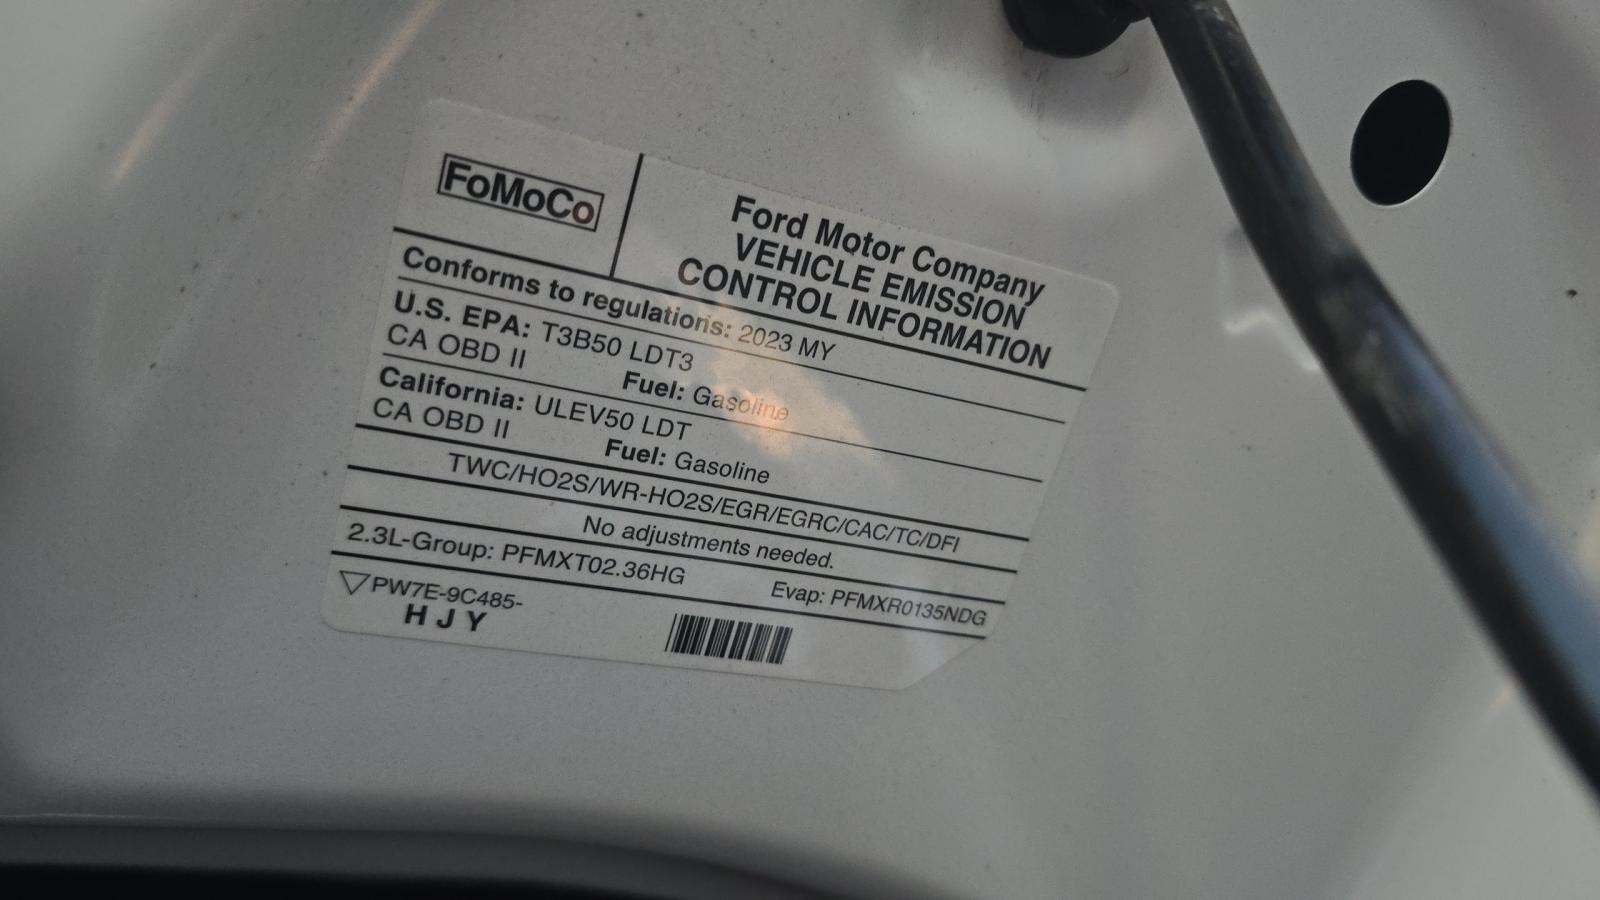 FoMoCo
Ford Motor Company
VEHICLE EMISSION
CONTROL INFORMATION
Conforms to regulations: 2023 MY
U.S. EPA: T3B50 LDT3
CA OBD II Fuel: Gasoline
California: ULEV50 LDT
CA OBD II Fuel: Gasoline
TWC/HO2S/WR-HO2S/EGR/EGRC/CAC/TC/DFI
No adjustments needed.
2.3L-Group: PFMXT02.36HG Evap: PFMXR0135NDG
PW7E-9C485-
H J Y